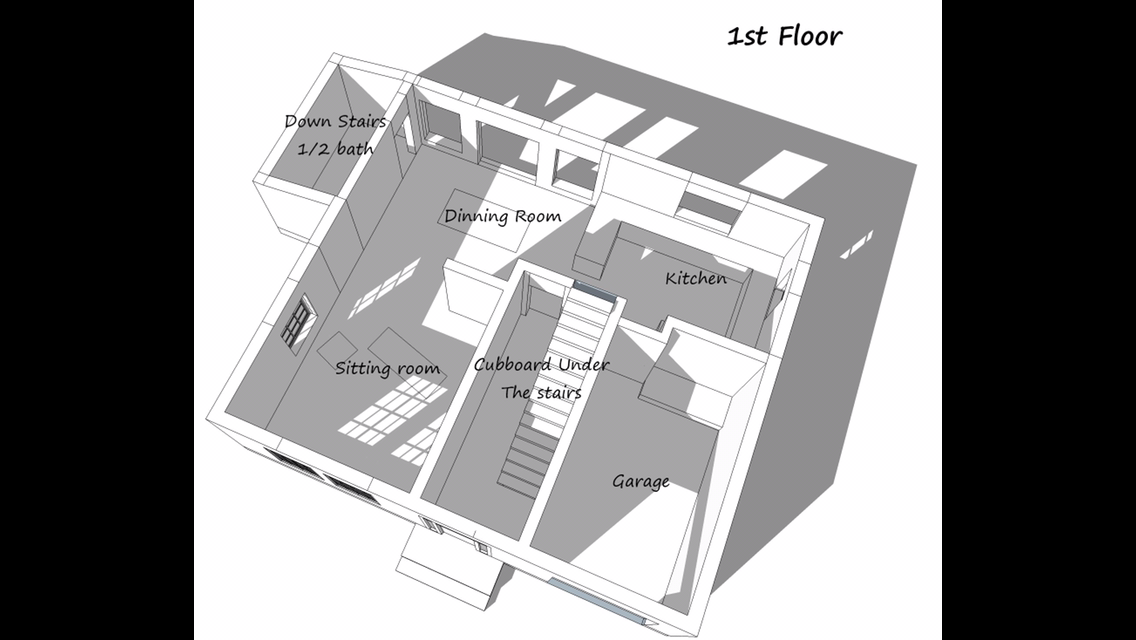 1st Floor
Down Stairs
1/2 bath
Dinning Room
Kitchen
Sitting room
Cubboard Under
The stairs
Garage